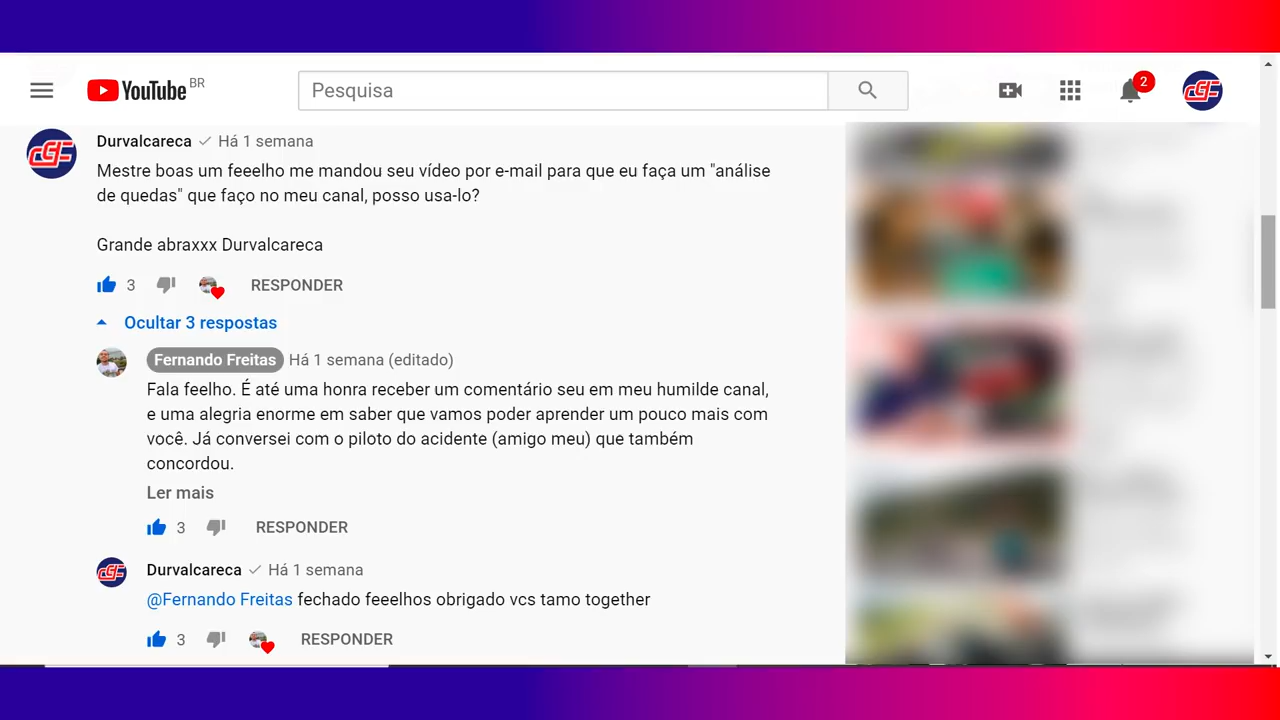 YouTube BR
Pesquisa
2
Durvalcareca Há 1 semana
Mestre boas um feeelho me mandou seu vídeo por e-mail para que eu faça um "análise
de quedas" que faço no meu canal, posso usa-lo?
Grande abraxxx Durvalcareca
3 RESPONDER
Ocultar 3 respostas
Fernando Freitas Há 1 semana (editado)
Fala feelho. É até uma honra receber um comentário seu em meu humilde canal,
e uma alegria enorme em saber que vamos poder aprender um pouco mais com
você. Já conversei com o piloto do acidente (amigo meu) que também
concordou.
Ler mais
3 RESPONDER
Durvalcareca Há 1 semana
@Fernando Freitas fechado feeelhos obrigado vcs tamo together
3 RESPONDER